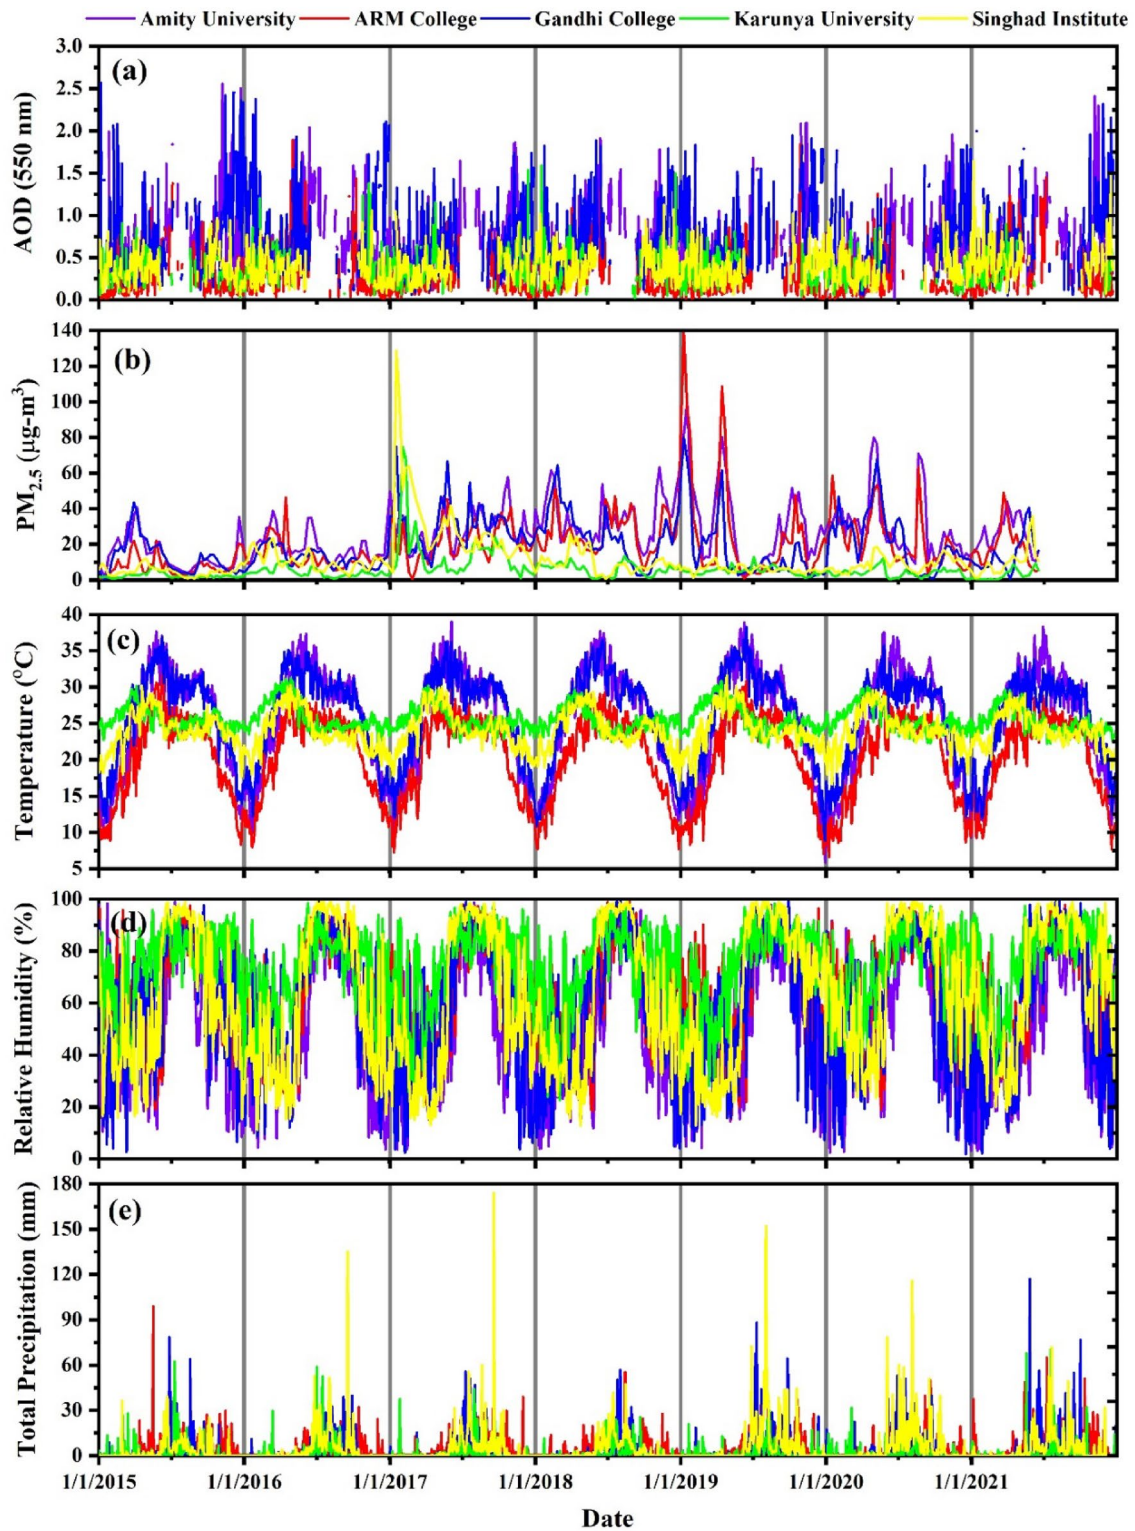 Amity University ARM College Gandhi College Karunya University Singhad Institute
(a)
AOD (550 nm)
3.0
2.5
2.0
1.5
1.0
0.5
0.0
(b)
PM2.5 (μg-m³)
140
120
100
80
60
40
20
0
(c)
Temperature (°C)
40
35
30
25
20
15
10
5
(d)
Relative Humidity (%)
100
80
60
40
20
0
(e)
Total Precipitation (mm)
180
150
120
90
60
30
0
1/1/2015 1/1/2016 1/1/2017 1/1/2018 1/1/2019 1/1/2020 1/1/2021
Date